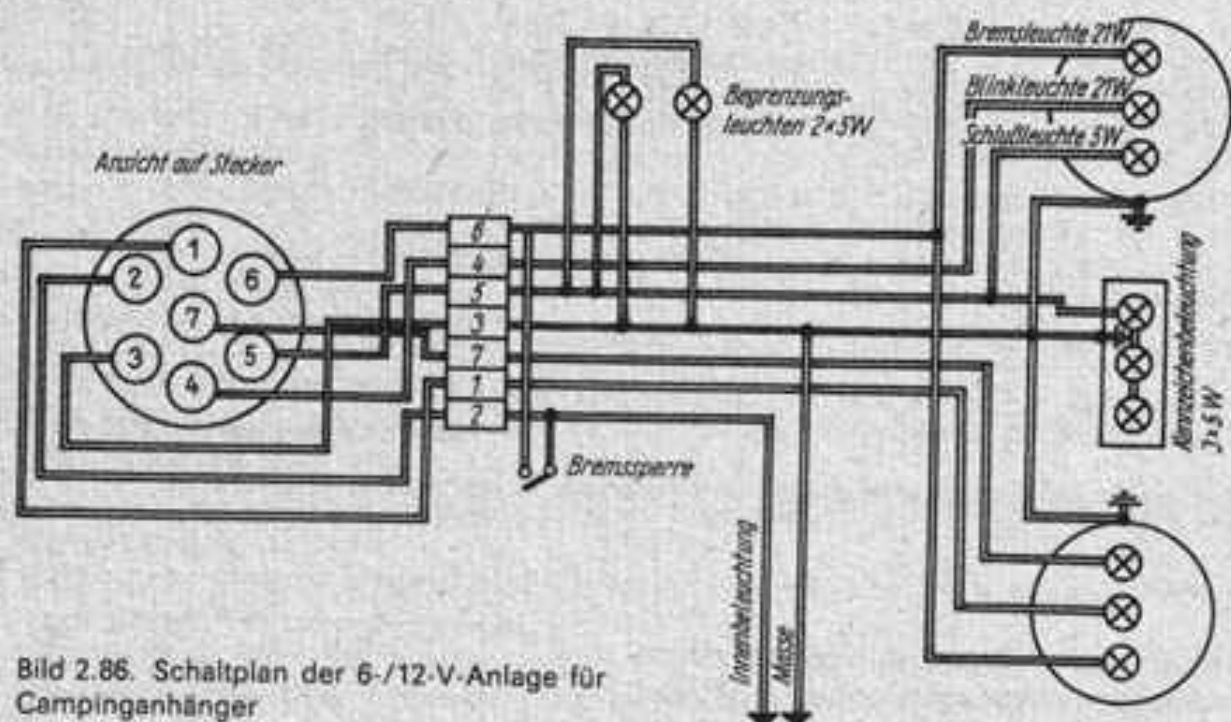 Ansicht auf Stecker
1
2
6
7
3
5
4
6
4
5
3
7
1
2
Begrenzungs-
leuchten 2×5W
Bremsleuchte 21W
Blinkleuchte 21W
Schlußleuchte 5W
Kennzeichenbeleuchtung
3×5W
Bremssperre
Innenbeleuchtung
Masse
Bild 2.86. Schaltplan der 6-/12-V-Anlage für
Campinganhänger